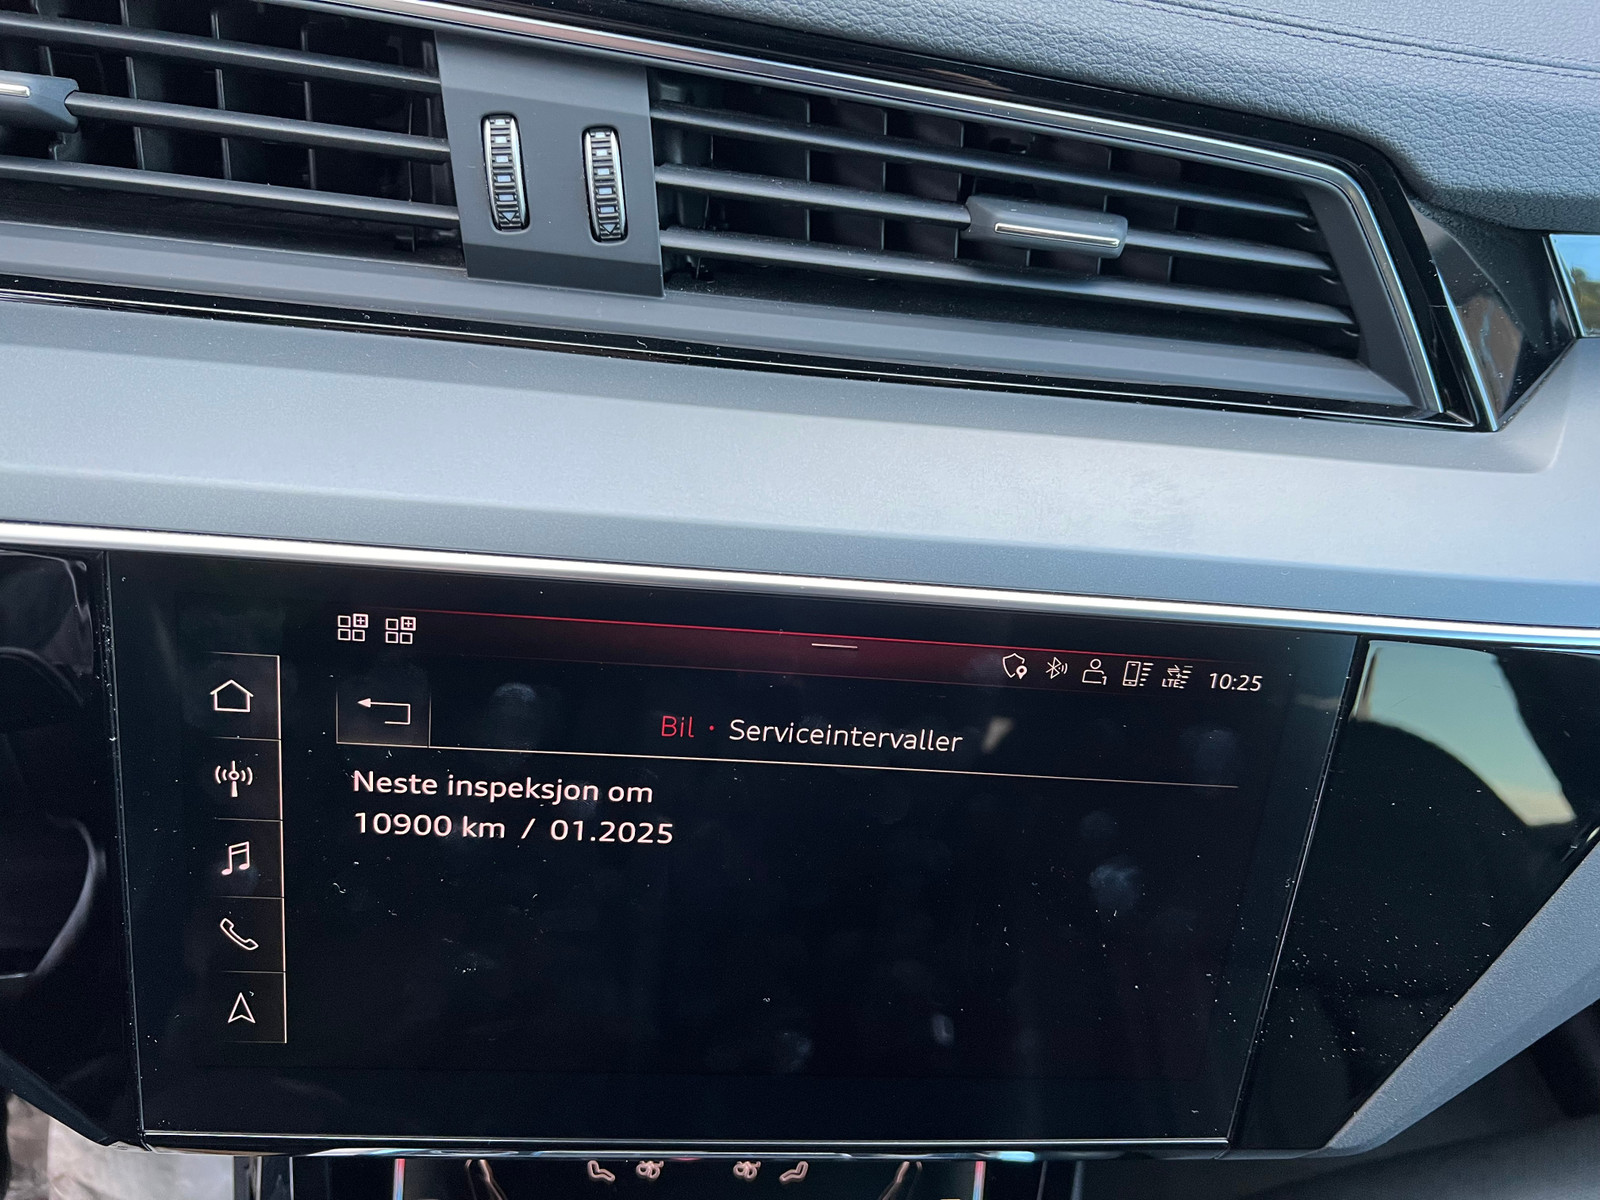 LTE 10:25
Bil · Serviceintervaller
Neste inspeksjon om
10900 km / 01.2025